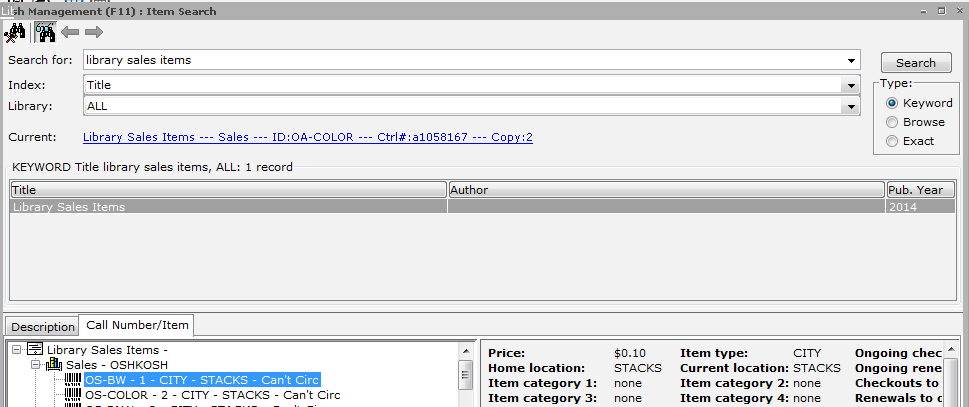 Lib sh Management (F11) : Item Search
Search for: library sales items Search
Index: Title Type:
Library: ALL Keyword
Browse
Current: Library Sales Items --- Sales --- ID:OA-COLOR --- Ctrl#:a1058167 --- Copy:2 Exact
KEYWORD Title library sales items, ALL: 1 record
Title Author Pub. Year
Library Sales Items 2014
Description Call Number/Item
Library Sales Items -
Sales - OSHKOSH
OS-BW - 1 - CITY - STACKS - Can't Circ
OS-COLOR - 2 - CITY - STACKS - Can't Circ
Price: $0.10 Item type: CITY Ongoing chec
Home location: STACKS Current location: STACKS Ongoing rene
Item category 1: none Item category 2: none Checkouts to
Item category 3: none Item category 4: none Renewals to c